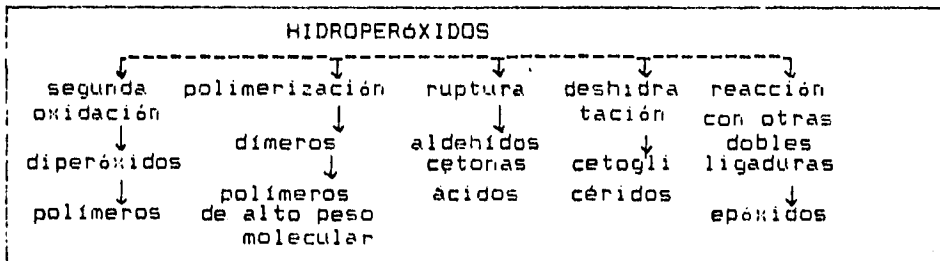 HIDROPERÓXIDOS
segunda polimerización ruptura deshidra reacción
oxidación tación con otras
dímeros aldehídos dobles
diperóxidos cetonas cetogli ligaduras
polímeros polímeros ácidos céridos epóxidos
de alto peso
molecular